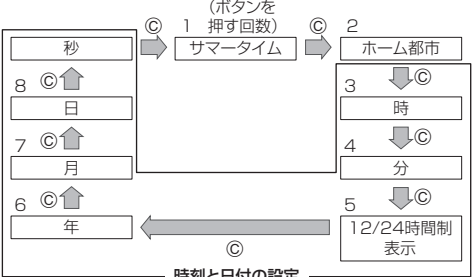 (ボタンを
押す回数)
Ⓒ 1 Ⓒ 2
秒 サマータイム ホーム都市
8 Ⓒ 3 Ⓒ
日 時
7 Ⓒ 4 Ⓒ
月 分
6 Ⓒ 5 Ⓒ
年 12/24時間制
表示
Ⓒ
時刻と日付の設定